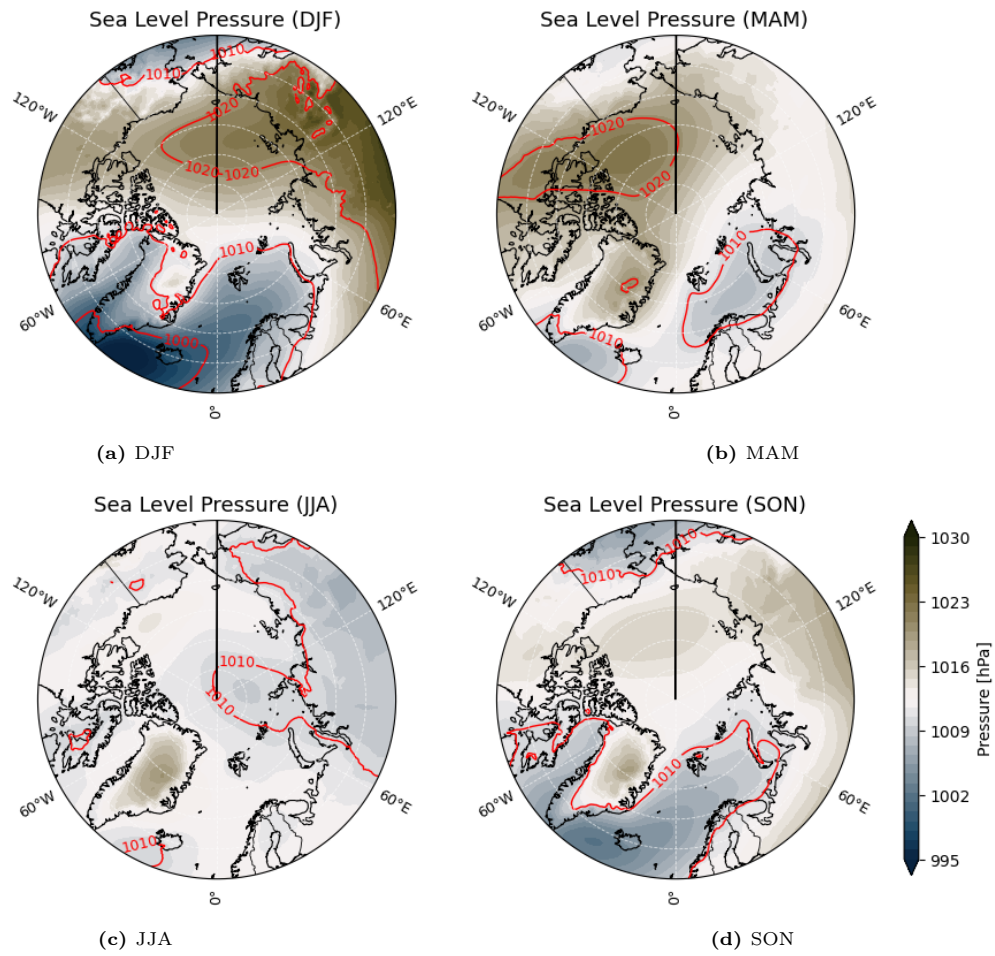 Sea Level Pressure (DJF)
1010
1010
1020
1020
1020
1010
1000
120°W
120°E
60°W
60°E
0°
(a) DJF
Sea Level Pressure (MAM)
1020
1020
1010
1010
120°W
120°E
60°W
60°E
0°
(b) MAM
Sea Level Pressure (JJA)
1010
1010
1010
120°W
120°E
60°W
60°E
0°
(c) JJA
Sea Level Pressure (SON)
1010
1010
1010
120°W
120°E
60°W
60°E
0°
(d) SON
1030
1023
1016
1009
1002
995
Pressure [hPa]